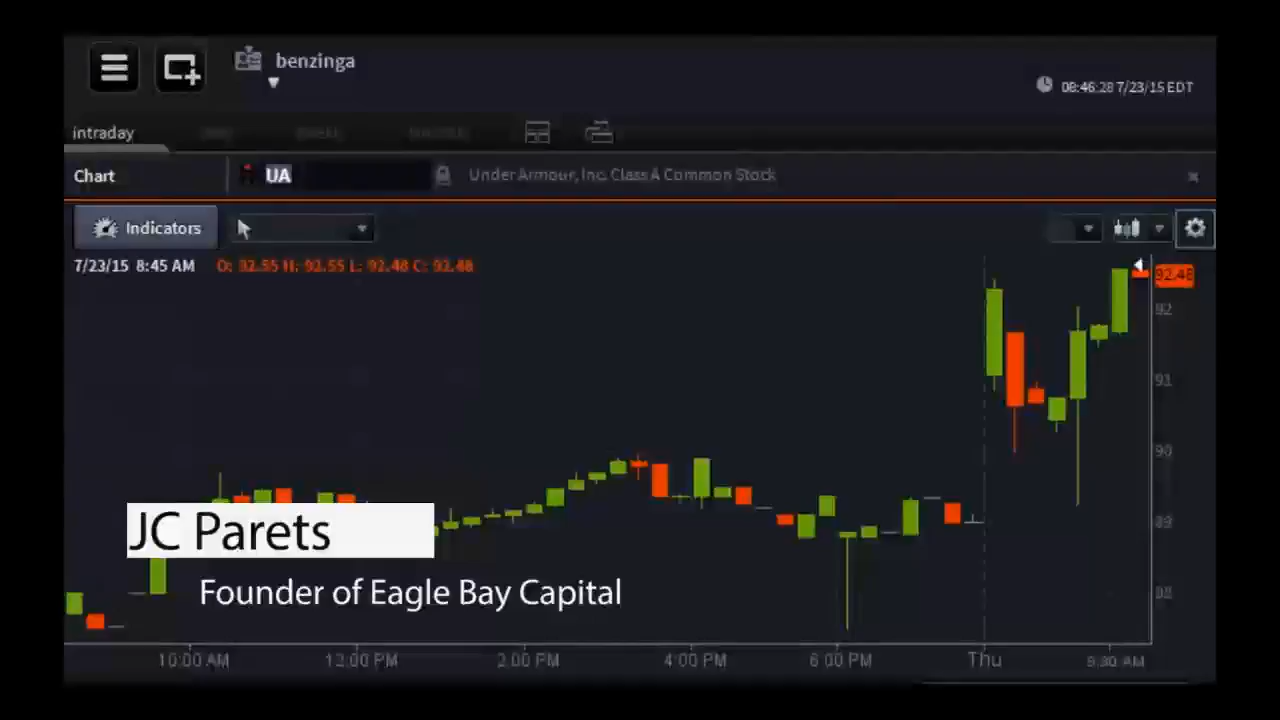 benzinga
08:46:28 7/23/15 EDT
intraday
Chart
UA
Under Armour, Inc. Class A Common Stock
Indicators
7/23/15 8:45 AM
O: 92.55 H: 92.55 L: 92.48 C: 92.48
92.48
92
91
90
89
JC Parets
Founder of Eagle Bay Capital
10:00 AM
12:00 PM
2:00 PM
4:00 PM
6:00 PM
Thu